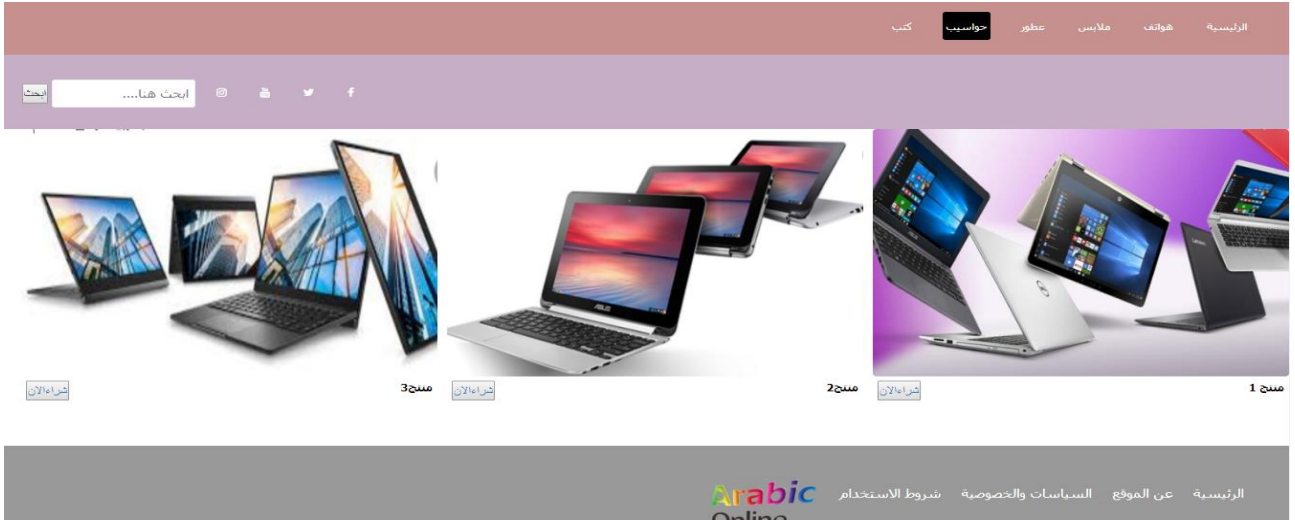 الرئيسية هواتف ملابس عطور حواسيب كتب
ابحث هنا.... ابحث
منتج 1 شراءالان
منتج2 شراءالان
منتج3 شراءالان
الرئيسية عن الموقع السياسات والخصوصية شروط الاستخدام Arabic
Online